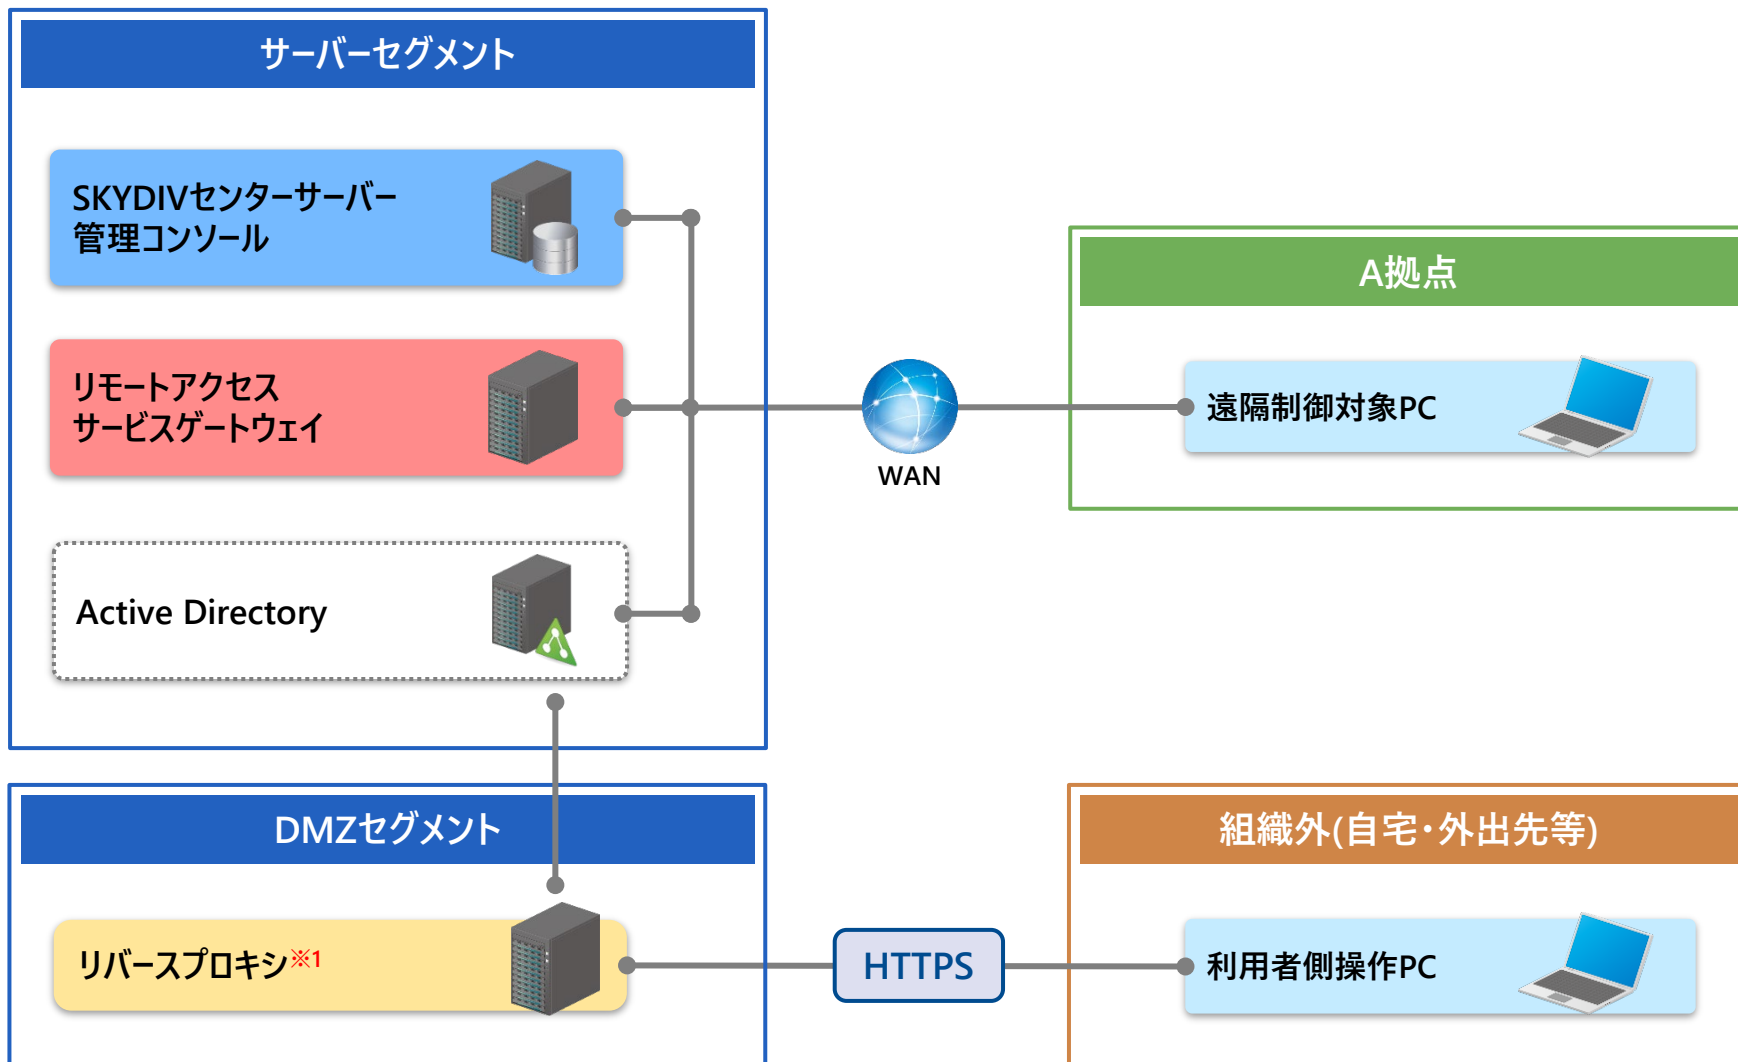 サーバーセグメント
SKYDIVセンターサーバー
管理コンソール
リモートアクセス
サービスゲートウェイ
Active Directory
WAN
A拠点
遠隔制御対象PC
DMZセグメント
リバースプロキシ※1
HTTPS
組織外(自宅・外出先等)
利用者側操作PC